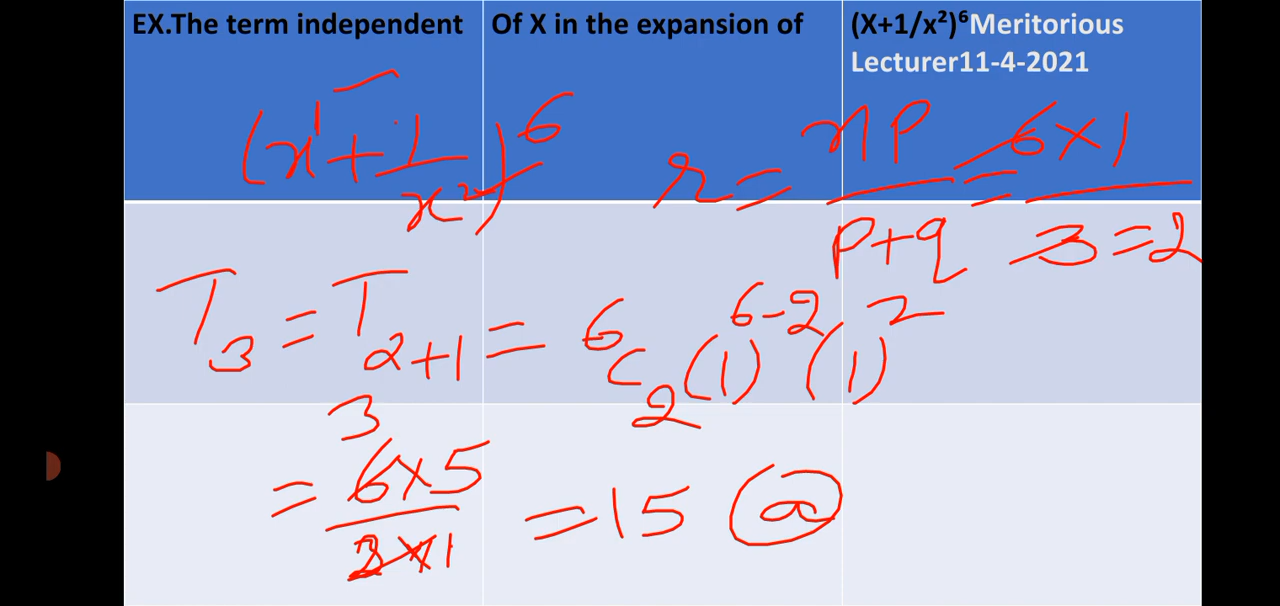 EX.The term independent Of X in the expansion of (X+1/x²)⁶Meritorious
Lecturer11-4-2021
(x¹ + 1/x²)⁶ r = np/p+q = 6×1/3 = 2
T₃ = T₂₊₁ = ⁶C₂ (1)⁶⁻² (1)²
3
= 6×5/2×1 = 15 ⓐ